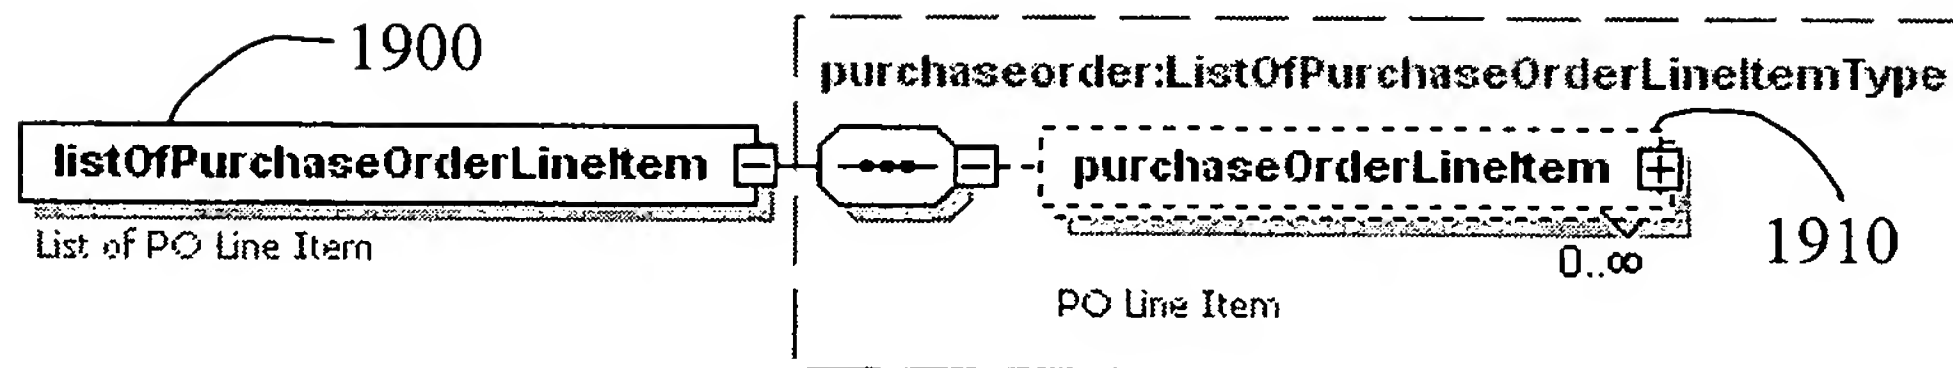 1900
purchaseorder:ListOfPurchaseOrderLineItemType
listOfPurchaseOrderLineItem
purchaseOrderLineItem
List of PO Line Item
1910
0..∞
PO Line Item